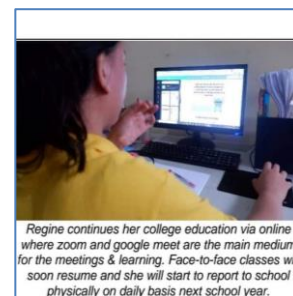 Regine continues her college education via online
where zoom and google meet are the main medium
for the meetings & learning. Face-to-face classes wi
soon resume and she will start to report to school
physically on daily basis next school year.